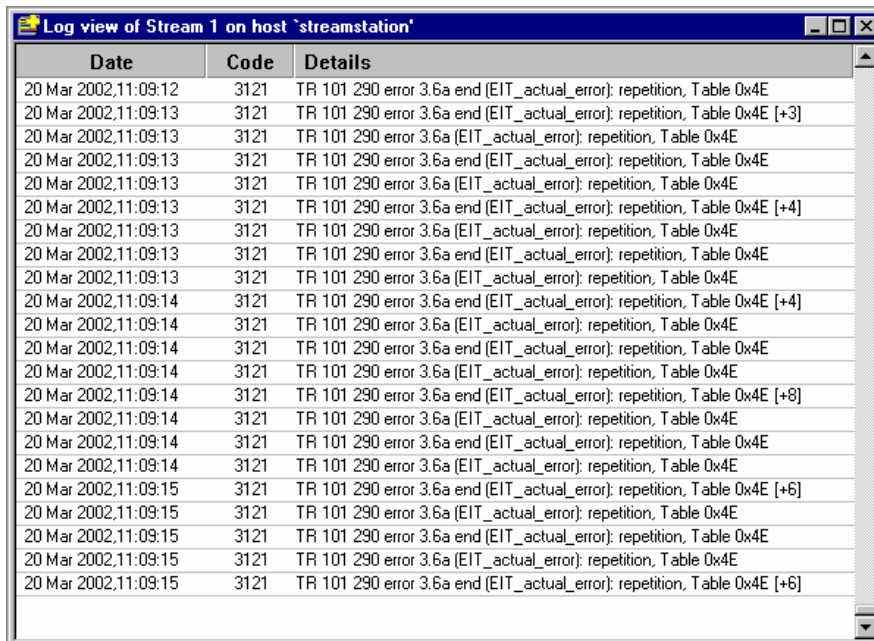 Log view of Stream 1 on host `streamstation'
Date Code Details
20 Mar 2002,11:09:12 3121 TR 101 290 error 3.6a end (EIT_actual_error): repetition, Table 0x4E
20 Mar 2002,11:09:13 3121 TR 101 290 error 3.6a end (EIT_actual_error): repetition, Table 0x4E [+3]
20 Mar 2002,11:09:13 3121 TR 101 290 error 3.6a (EIT_actual_error): repetition, Table 0x4E
20 Mar 2002,11:09:13 3121 TR 101 290 error 3.6a (EIT_actual_error): repetition, Table 0x4E
20 Mar 2002,11:09:13 3121 TR 101 290 error 3.6a (EIT_actual_error): repetition, Table 0x4E
20 Mar 2002,11:09:13 3121 TR 101 290 error 3.6a end (EIT_actual_error): repetition, Table 0x4E [+4]
20 Mar 2002,11:09:13 3121 TR 101 290 error 3.6a (EIT_actual_error): repetition, Table 0x4E
20 Mar 2002,11:09:13 3121 TR 101 290 error 3.6a (EIT_actual_error): repetition, Table 0x4E
20 Mar 2002,11:09:13 3121 TR 101 290 error 3.6a (EIT_actual_error): repetition, Table 0x4E
20 Mar 2002,11:09:14 3121 TR 101 290 error 3.6a end (EIT_actual_error): repetition, Table 0x4E [+4]
20 Mar 2002,11:09:14 3121 TR 101 290 error 3.6a (EIT_actual_error): repetition, Table 0x4E
20 Mar 2002,11:09:14 3121 TR 101 290 error 3.6a (EIT_actual_error): repetition, Table 0x4E
20 Mar 2002,11:09:14 3121 TR 101 290 error 3.6a (EIT_actual_error): repetition, Table 0x4E
20 Mar 2002,11:09:14 3121 TR 101 290 error 3.6a end (EIT_actual_error): repetition, Table 0x4E [+8]
20 Mar 2002,11:09:14 3121 TR 101 290 error 3.6a (EIT_actual_error): repetition, Table 0x4E
20 Mar 2002,11:09:14 3121 TR 101 290 error 3.6a (EIT_actual_error): repetition, Table 0x4E
20 Mar 2002,11:09:14 3121 TR 101 290 error 3.6a (EIT_actual_error): repetition, Table 0x4E
20 Mar 2002,11:09:15 3121 TR 101 290 error 3.6a end (EIT_actual_error): repetition, Table 0x4E [+6]
20 Mar 2002,11:09:15 3121 TR 101 290 error 3.6a (EIT_actual_error): repetition, Table 0x4E
20 Mar 2002,11:09:15 3121 TR 101 290 error 3.6a (EIT_actual_error): repetition, Table 0x4E
20 Mar 2002,11:09:15 3121 TR 101 290 error 3.6a (EIT_actual_error): repetition, Table 0x4E
20 Mar 2002,11:09:15 3121 TR 101 290 error 3.6a end (EIT_actual_error): repetition, Table 0x4E [+6]